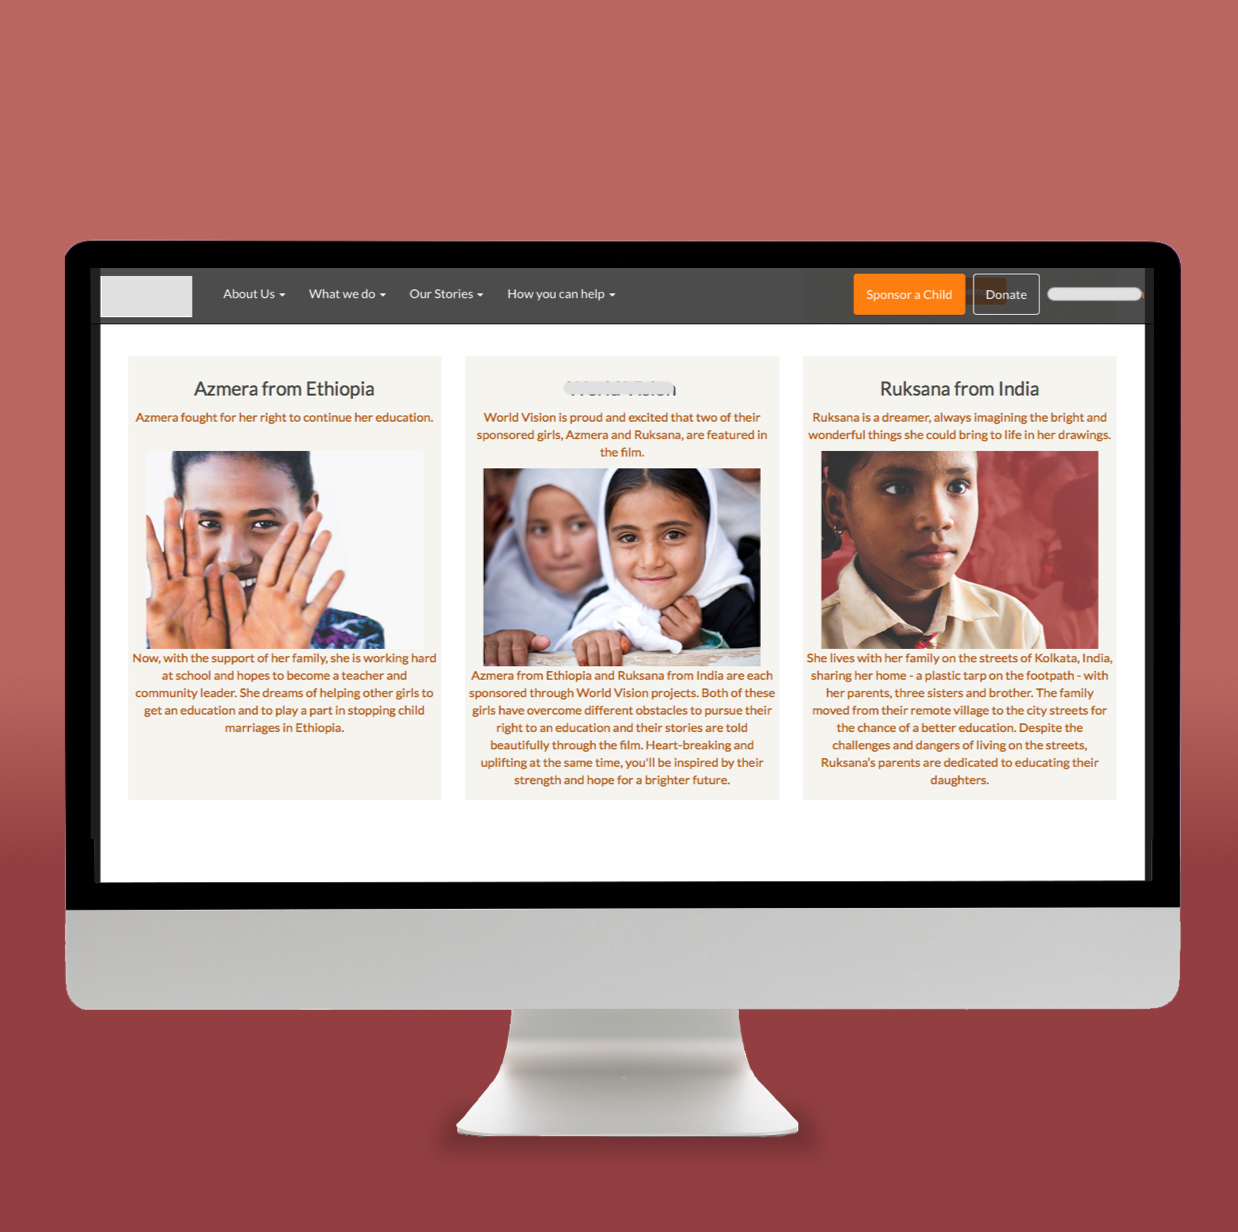 About Us
What we do
Our Stories
How you can help
Sponsor a Child
Donate
Azmera from Ethiopia
Azmera fought for her right to continue her education.
Now, with the support of her family, she is working hard
at school and hopes to become a teacher and
community leader. She dreams of helping other girls to
get an education and to play a part in stopping child
marriages in Ethiopia.
World Vision is proud and excited that two of their
sponsored girls, Azmera and Ruksana, are featured in
the film.
Azmera from Ethiopia and Ruksana from India are each
sponsored through World Vision projects. Both of these
girls have overcome different obstacles to pursue their
right to an education and their stories are told
beautifully through the film. Heart-breaking and
uplifting at the same time, you'll be inspired by their
strength and hope for a brighter future.
Ruksana from India
Ruksana is a dreamer, always imagining the bright and
wonderful things she could bring to life in her drawings.
She lives with her family on the streets of Kolkata, India,
sharing her home - a plastic tarp on the footpath - with
her parents, three sisters and brother. The family
moved from their remote village to the city streets for
the chance of a better education. Despite the
challenges and dangers of living on the streets,
Ruksana's parents are dedicated to educating their
daughters.